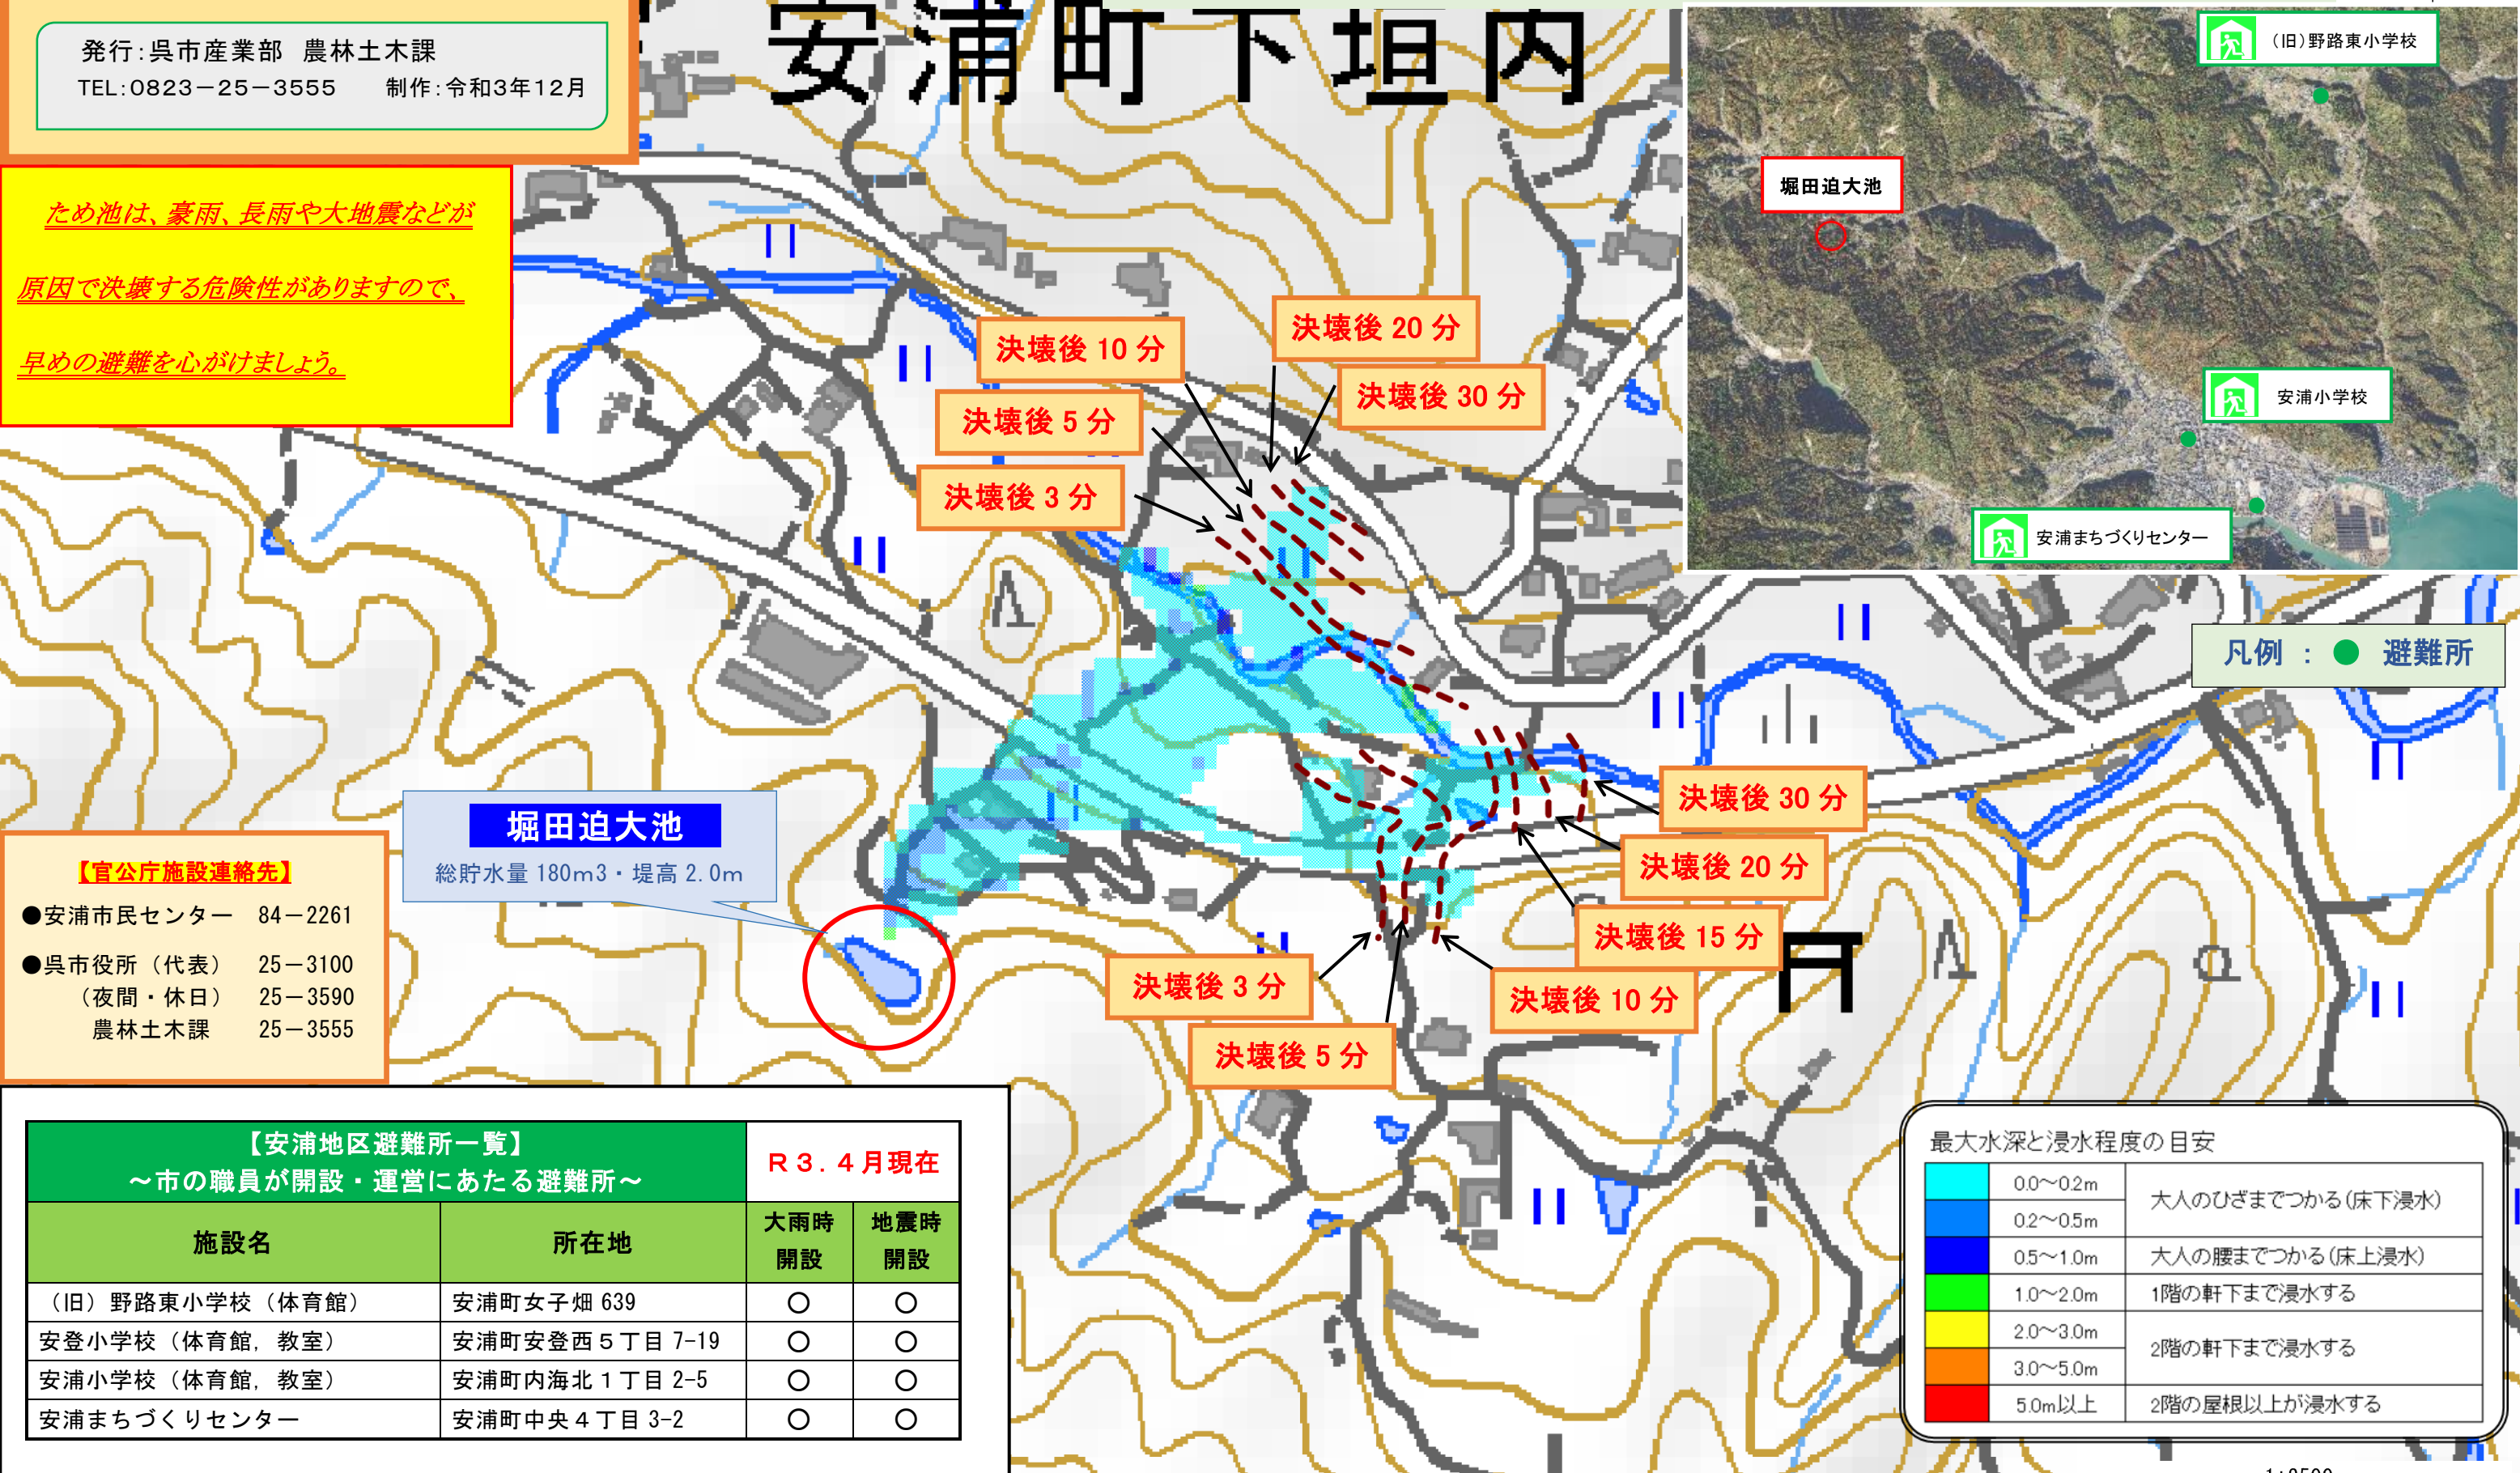 安浦町下垣内
発行:呉市産業部 農林土木課
TEL:0823-25-3555 制作:令和3年12月
ため池は、豪雨、長雨や大地震などが
原因で決壊する危険性がありますので、
早めの避難を心がけましょう。
(旧)野路東小学校
堀田迫大池
安浦小学校
安浦まちづくりセンター
決壊後 20 分
決壊後 10 分
決壊後 30 分
決壊後 5 分
決壊後 3 分
凡例 : ● 避難所
決壊後 30 分
決壊後 20 分
決壊後 15 分
決壊後 3 分
決壊後 10 分
決壊後 5 分
堀田迫大池
総貯水量 180m3・堤高 2.0m
【官公庁施設連絡先】
●安浦市民センター 84-2261
●呉市役所(代表) 25-3100
(夜間・休日) 25-3590
農林土木課 25-3555
【安浦地区避難所一覧】
~市の職員が開設・運営にあたる避難所~
R3.4月現在
施設名 所在地 大雨時開設 地震時開設
(旧)野路東小学校(体育館) 安浦町女子畑 639 ○ ○
安登小学校(体育館, 教室) 安浦町安登西5丁目 7-19 ○ ○
安浦小学校(体育館, 教室) 安浦町内海北1丁目 2-5 ○ ○
安浦まちづくりセンター 安浦町中央4丁目 3-2 ○ ○
最大水深と浸水程度の目安
0.0~0.2m 大人のひざまでつかる(床下浸水)
0.2~0.5m
0.5~1.0m 大人の腰までつかる(床上浸水)
1.0~2.0m 1階の軒下まで浸水する
2.0~3.0m 2階の軒下まで浸水する
3.0~5.0m
5.0m以上 2階の屋根以上が浸水する